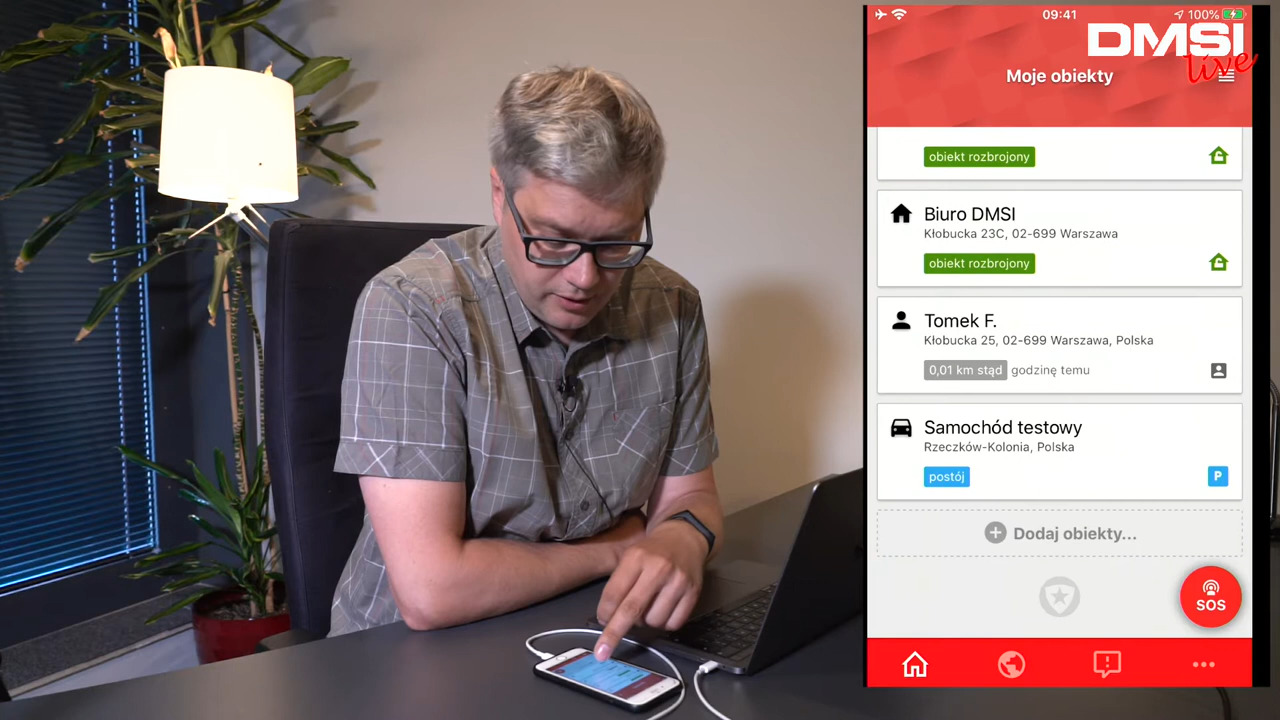 09:41
100%
DMSI
live
Moje obiekty
obiekt rozbrojony
Biuro DMSI
Kłobucka 23C, 02-699 Warszawa
obiekt rozbrojony
Tomek F.
Kłobucka 25, 02-699 Warszawa, Polska
0,01 km stąd godzinę temu
Samochód testowy
Rzeczków-Kolonia, Polska
postój
P
Dodaj obiekty...
SOS